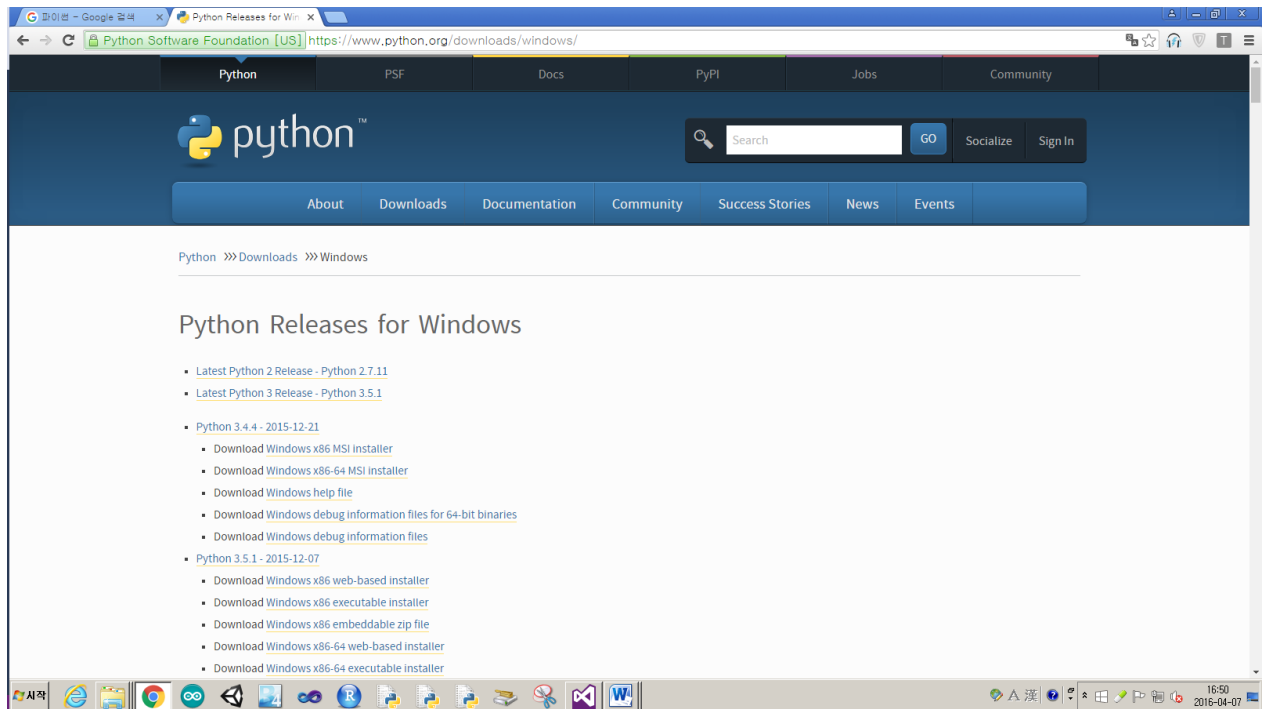 파이썬 - Google 검색
Python Releases for Win
Python Software Foundation [US] https://www.python.org/downloads/windows/
Python PSF Docs PyPI Jobs Community
python™
Search GO Socialize Sign In
About Downloads Documentation Community Success Stories News Events
Python >>> Downloads >>> Windows
Python Releases for Windows
Latest Python 2 Release - Python 2.7.11
Latest Python 3 Release - Python 3.5.1
Python 3.4.4 - 2015-12-21
Download Windows x86 MSI installer
Download Windows x86-64 MSI installer
Download Windows help file
Download Windows debug information files for 64-bit binaries
Download Windows debug information files
Python 3.5.1 - 2015-12-07
Download Windows x86 web-based installer
Download Windows x86 executable installer
Download Windows x86 embeddable zip file
Download Windows x86-64 web-based installer
Download Windows x86-64 executable installer
시작
A 漢
16:50
2016-04-07